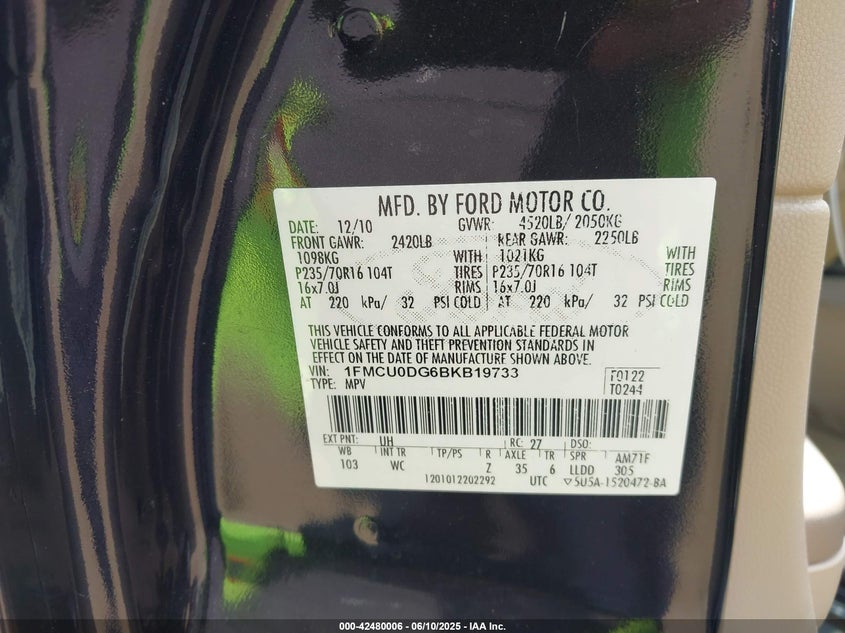 MFD. BY FORD MOTOR CO.
DATE: 12/10 GVWR: 4520LB/ 2050KG
FRONT GAWR: 2420LB REAR GAWR: 2250LB
1098KG WITH 1021KG WITH
P235/70R16 104T TIRES P235/70R16 104T TIRES
16x7.0J RIMS 16x7.0J RIMS
AT 220 kPa/ 32 PSI COLD AT 220 kPa/ 32 PSI COLD
THIS VEHICLE CONFORMS TO ALL APPLICABLE FEDERAL MOTOR
VEHICLE SAFETY AND THEFT PREVENTION STANDARDS IN
EFFECT ON THE DATE OF MANUFACTURE SHOWN ABOVE.
VIN: 1FMCU0DG6BKB19733 F0122
TYPE: MPV T0244
EXT PNT: UH RC: 27 DSO:
WB INT TR TP/PS R AXLE TR SPR AM71F
103 WC Z 35 6 LLDD 305
1201012202292 UTC ▽5U5A-1520472-BA
000-42480006 - 06/10/2025 - IAA Inc.